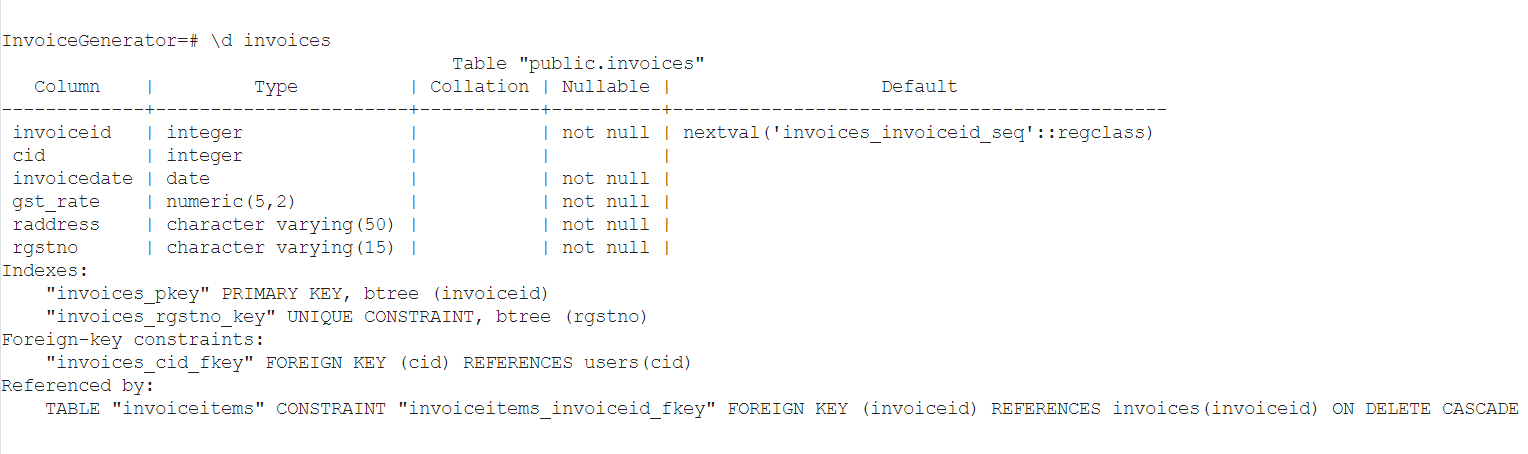 InvoiceGenerator=# \d invoices
                                         Table "public.invoices"
   Column    |         Type          | Collation | Nullable |                   Default
-------------+-----------------------+-----------+----------+---------------------------------------------
 invoiceid   | integer               |           | not null | nextval('invoices_invoiceid_seq'::regclass)
 cid         | integer               |           |          |
 invoicedate | date                  |           | not null |
 gst_rate    | numeric(5,2)          |           | not null |
 raddress    | character varying(50) |           | not null |
 rgstno      | character varying(15) |           | not null |
Indexes:
    "invoices_pkey" PRIMARY KEY, btree (invoiceid)
    "invoices_rgstno_key" UNIQUE CONSTRAINT, btree (rgstno)
Foreign-key constraints:
    "invoices_cid_fkey" FOREIGN KEY (cid) REFERENCES users(cid)
Referenced by:
    TABLE "invoiceitems" CONSTRAINT "invoiceitems_invoiceid_fkey" FOREIGN KEY (invoiceid) REFERENCES invoices(invoiceid) ON DELETE CASCADE